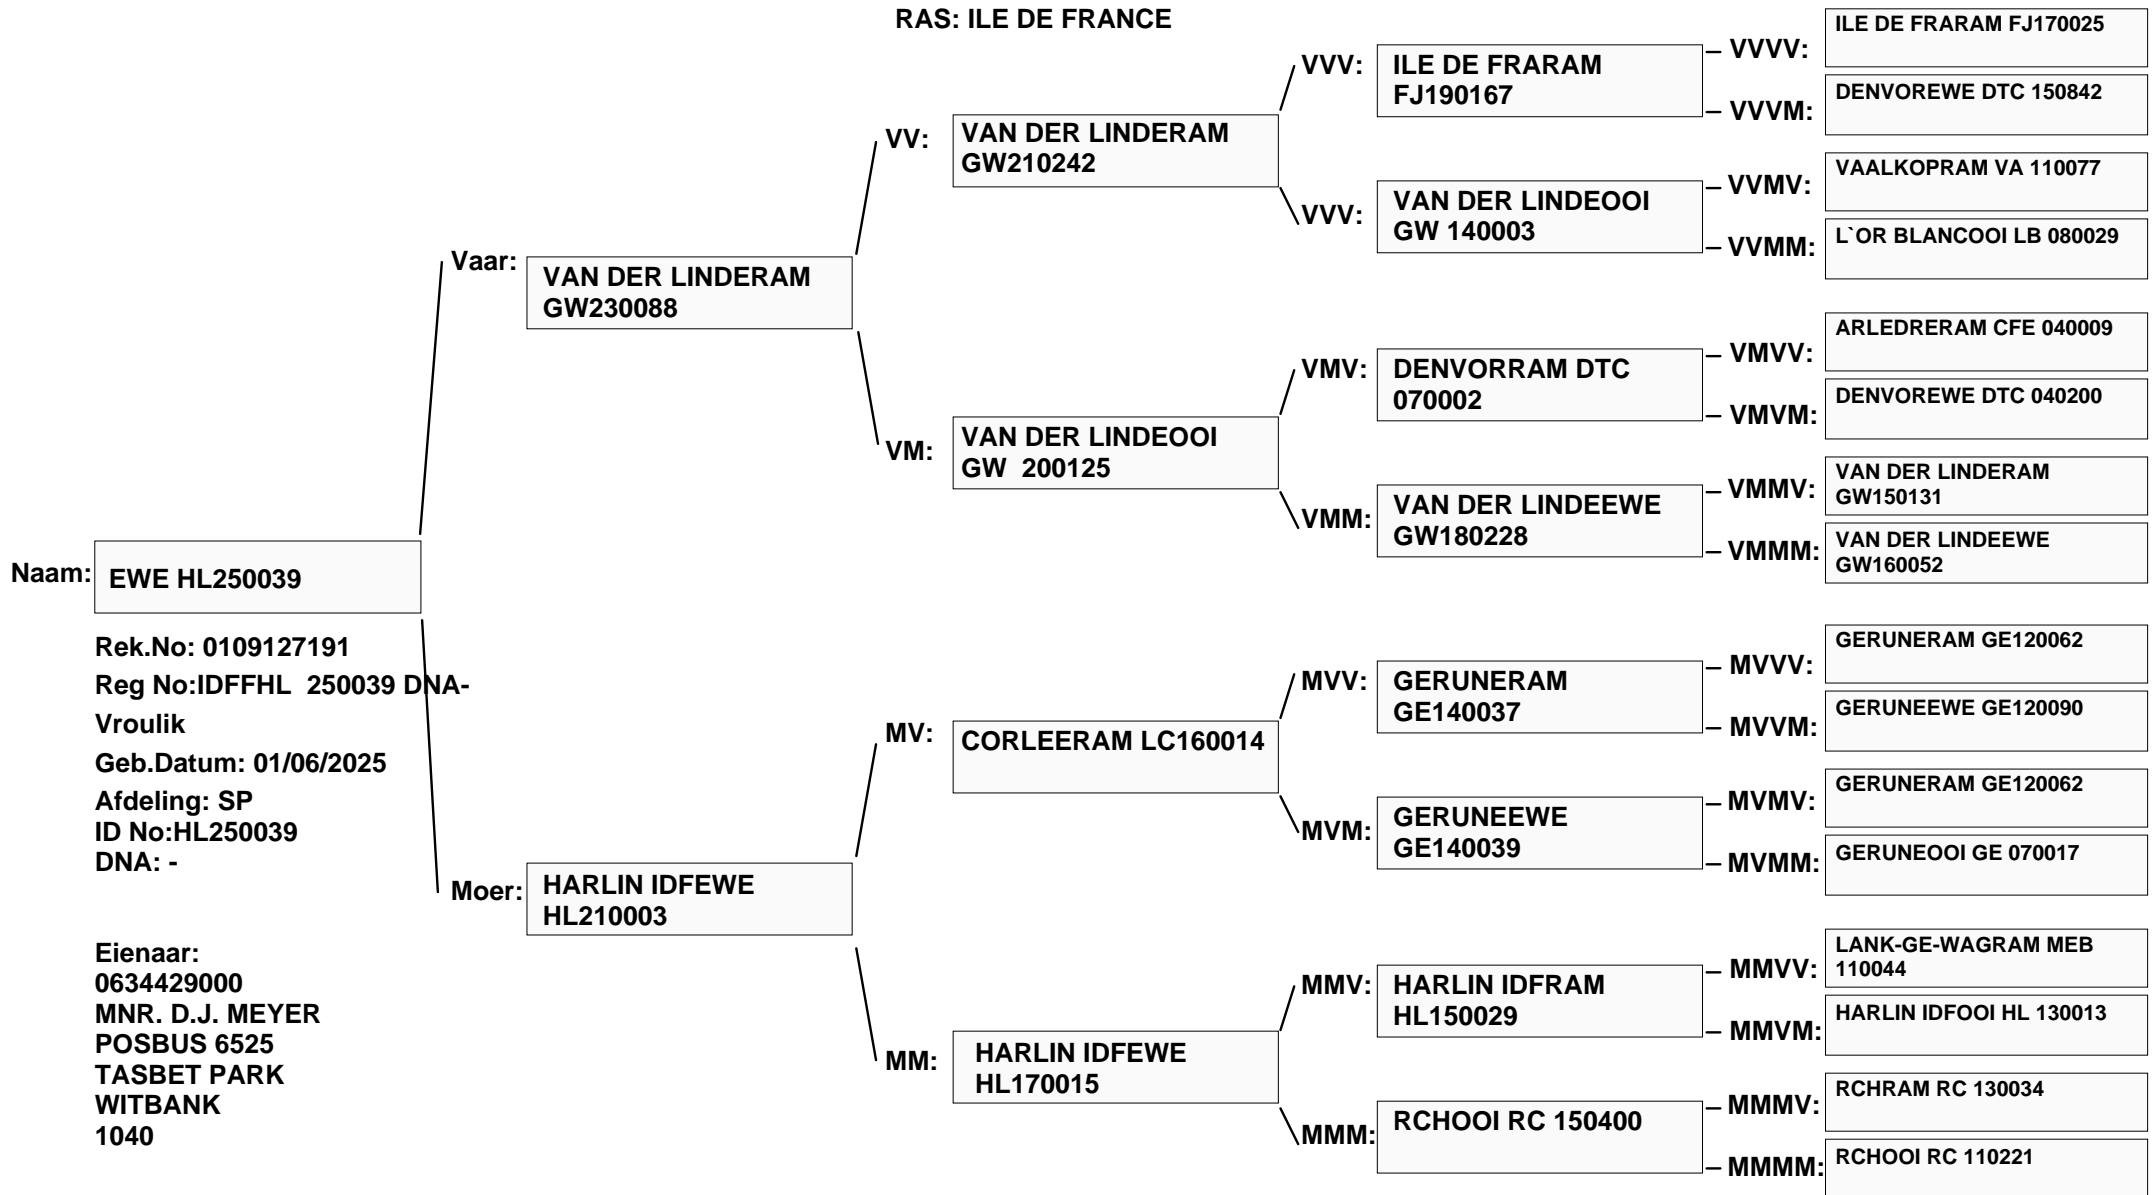 RAS: ILE DE FRANCE
Naam:
EWE HL250039
Rek.No: 0109127191
Reg No:IDFFHL  250039 DNA-
Vroulik
Geb.Datum: 01/06/2025
Afdeling: SP
ID No:HL250039
DNA: -
Eienaar:
0634429000
MNR. D.J. MEYER
POSBUS 6525
TASBET PARK
WITBANK
1040
Vaar:
VAN DER LINDERAM
GW230088
Moer:
HARLIN IDFEWE
HL210003
VV:
VAN DER LINDERAM
GW210242
VM:
VAN DER LINDEOOI
GW  200125
MV:
CORLEERAM LC160014
MM:
HARLIN IDFEWE
HL170015
VVV:
ILE DE FRARAM
FJ190167
VVV:
VAN DER LINDEOOI
GW 140003
VMV:
DENVORRAM DTC
070002
VMM:
VAN DER LINDEEWE
GW180228
MVV:
GERUNERAM
GE140037
MVM:
GERUNEEWE
GE140039
MMV:
HARLIN IDFRAM
HL150029
MMM:
RCHOOI RC 150400
VVVV:
ILE DE FRARAM FJ170025
VVVM:
DENVOREWE DTC 150842
VVMV:
VAALKOPRAM VA 110077
VVMM:
L`OR BLANCOOI LB 080029
VMVV:
ARLEDRERAM CFE 040009
VMVM:
DENVOREWE DTC 040200
VMMV:
VAN DER LINDERAM
GW150131
VMMM:
VAN DER LINDEEWE
GW160052
MVVV:
GERUNERAM GE120062
MVVM:
GERUNEEWE GE120090
MVMV:
GERUNERAM GE120062
MVMM:
GERUNEOOI GE 070017
MMVV:
LANK-GE-WAGRAM MEB
110044
MMVM:
HARLIN IDFOOI HL 130013
MMMV:
RCHRAM RC 130034
MMMM:
RCHOOI RC 110221